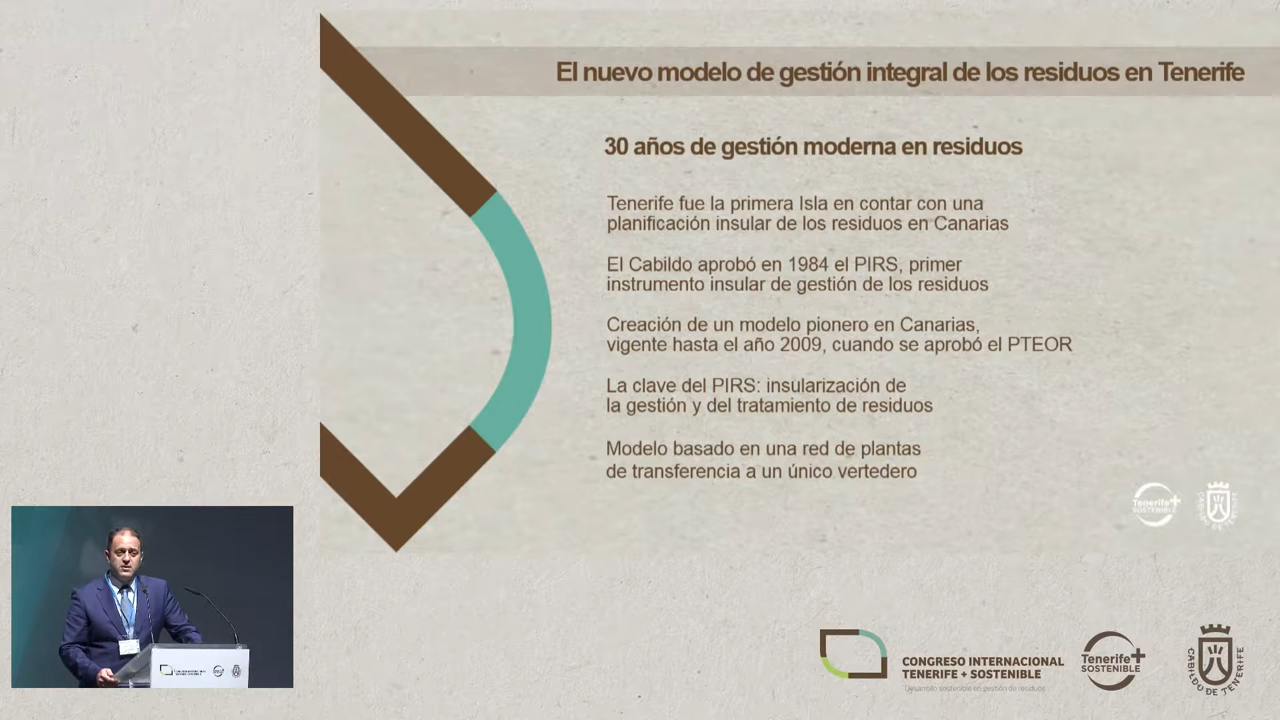 El nuevo modelo de gestión integral de los residuos en Tenerife
30 años de gestión moderna en residuos
Tenerife fue la primera Isla en contar con una
planificación insular de los residuos en Canarias
El Cabildo aprobó en 1984 el PIRS, primer
instrumento insular de gestión de los residuos
Creación de un modelo pionero en Canarias,
vigente hasta el año 2009, cuando se aprobó el PTEOR
La clave del PIRS: insularización de
la gestión y del tratamiento de residuos
Modelo basado en una red de plantas
de transferencia a un único vertedero
Tenerife+
SOSTENIBLE
CABILDO DE TENERIFE
CONGRESO INTERNACIONAL
TENERIFE + SOSTENIBLE
Desarrollo sostenible en gestión de residuos
Tenerife+
SOSTENIBLE
CABILDO DE TENERIFE